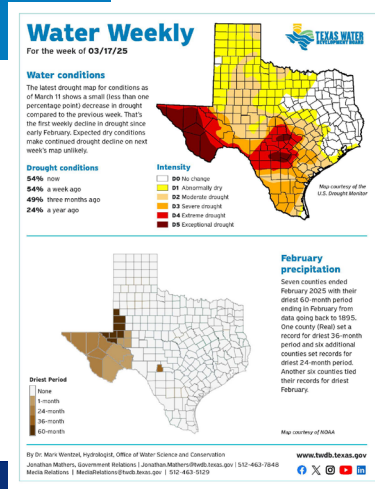 Water Weekly
For the week of 03/17/25
TEXAS WATER
DEVELOPMENT BOARD
Water conditions
The latest drought map for conditions as
of March 11 shows a small (less than one
percentage point) decrease in drought
compared to the previous week. That's
the first weekly decline in drought since
early February. Expected dry conditions
make continued drought decline on next
week's map unlikely.
Drought conditions
54% now
54% a week ago
49% three months ago
24% a year ago
Intensity
D0 No change
D1 Abnormally dry
D2 Moderate drought
D3 Severe drought
D4 Extreme drought
D5 Exceptional drought
Map courtesy of the
U.S. Drought Monitor
February
precipitation
Seven counties ended
February 2025 with their
driest 60-month period
ending in February from
data going back to 1895.
One county (Real) set a
record for driest 36-month
period and six additional
counties set records for
driest 24-month period.
Another six counties tied
their records for driest
February.
Driest Period
None
1-month
24-month
36-month
60-month
Map courtesy of NOAA
By Dr. Mark Wentzel, Hydrologist, Office of Water Science and Conservation
Jonathan Mathers, Government Relations | Jonathan.Mathers@twdb.texas.gov | 512-463-7848
Media Relations | MediaRelations@twdb.texas.gov | 512-463-5129
www.twdb.texas.gov